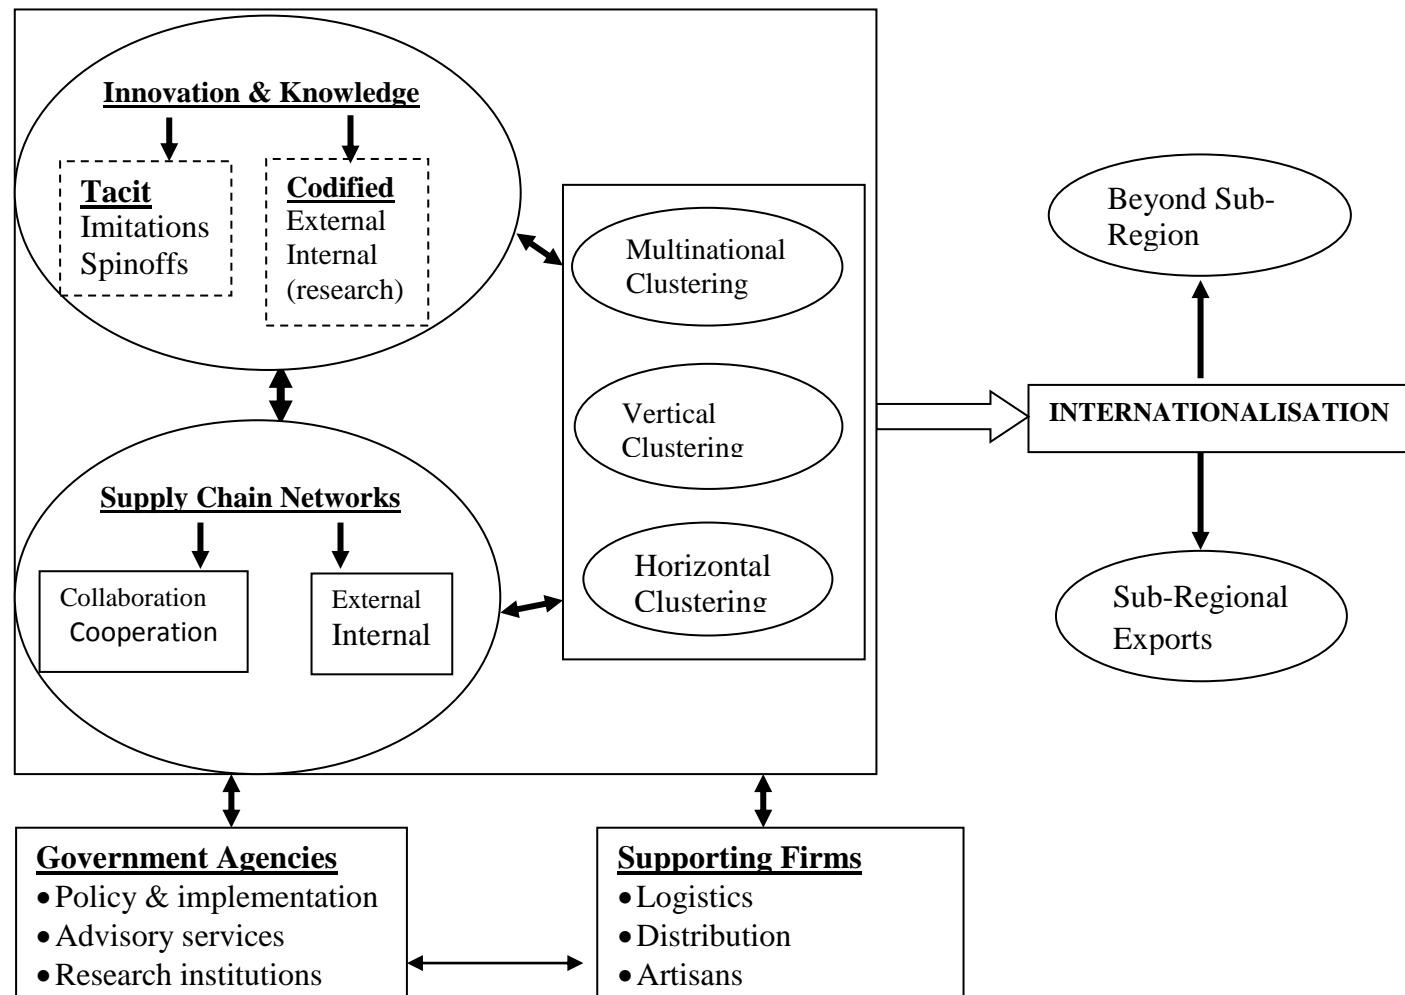 Innovation & Knowledge
Tacit
Imitations
Spinoffs
Codified
External
Internal
(research)
Multinational
Clustering
Vertical
Clustering
Horizontal
Clustering
Supply Chain Networks
Collaboration
Cooperation
External
Internal
Beyond Sub-
Region
INTERNATIONALISATION
Sub-Regional
Exports
Government Agencies
• Policy & implementation
• Advisory services
• Research institutions
Supporting Firms
• Logistics
• Distribution
• Artisans